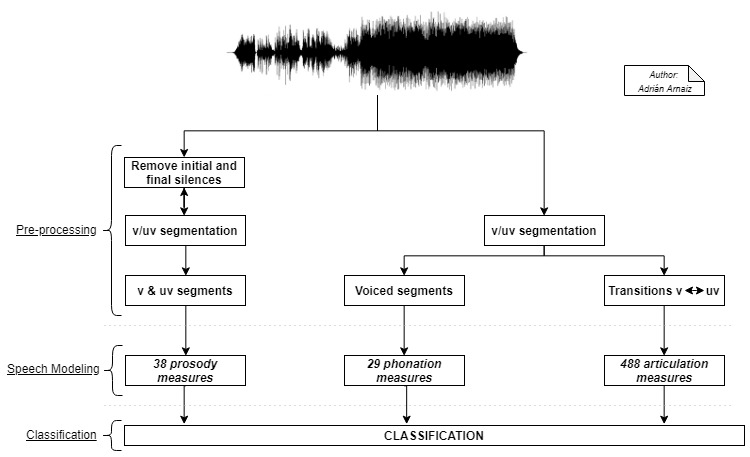 Author:
Adrián Arnaiz
Remove initial and
final silences
Pre-processing
v/uv segmentation
v/uv segmentation
v & uv segments
Voiced segments
Transitions v ↔ uv
Speech Modeling
38 prosody
measures
29 phonation
measures
488 articulation
measures
Classification
CLASSIFICATION